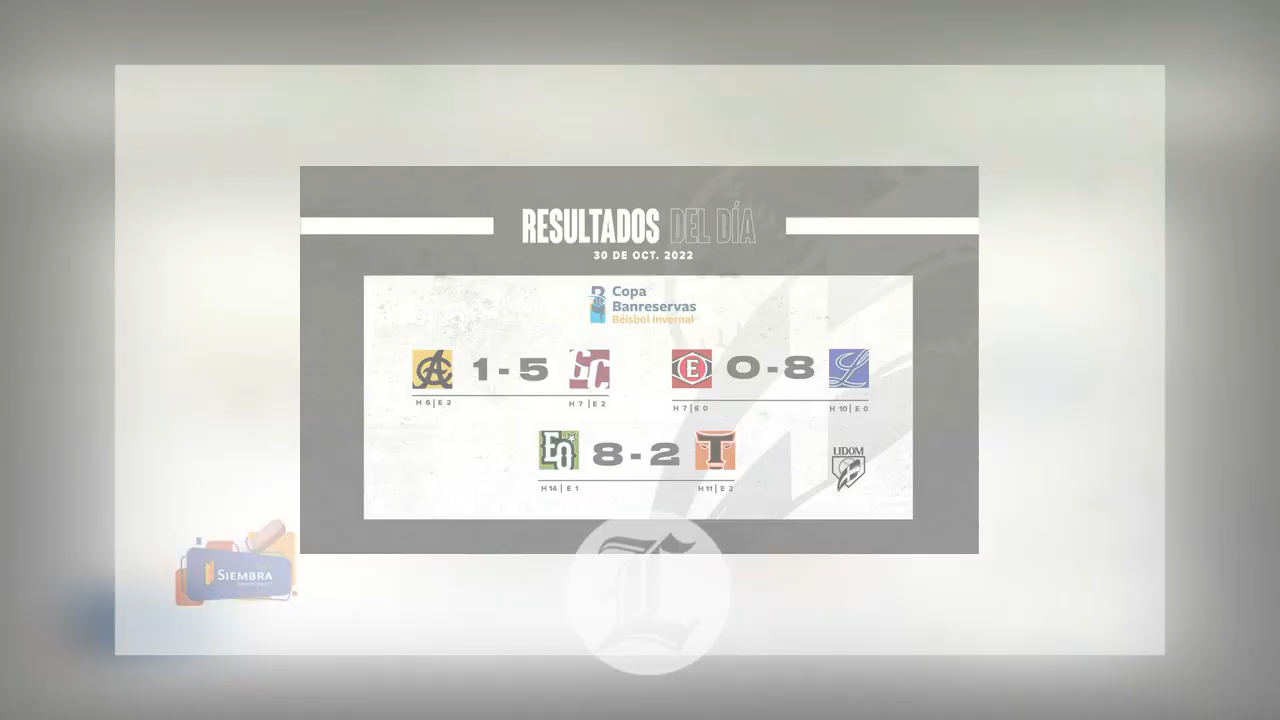 RESULTADOS DEL DÍA
30 DE OCT. 2022
Copa
Banreservas
Béisbol Invernal
1 - 5
H 6 | E 2
H 7 | E 2
E 0 - 8 L
H 7 | E 0
H 10 | E 0
EO 8 - 2 T
H 14 | E 1
H 11 | E 2
LIDOM
SIEMBRA